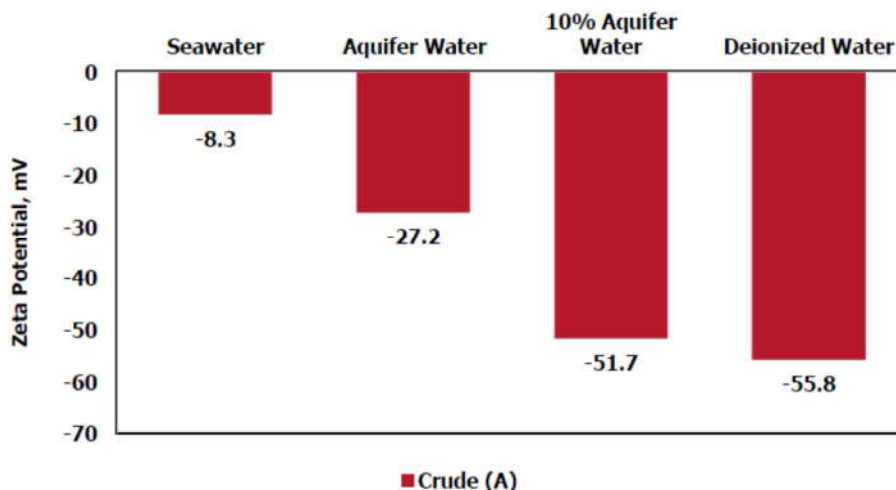 Seawater
Aquifer Water
10% Aquifer
Water
Deionized Water
0
-10
-20
-30
-40
-50
-60
-70
Zeta Potential, mV
-8.3
-27.2
-51.7
-55.8
Crude (A)